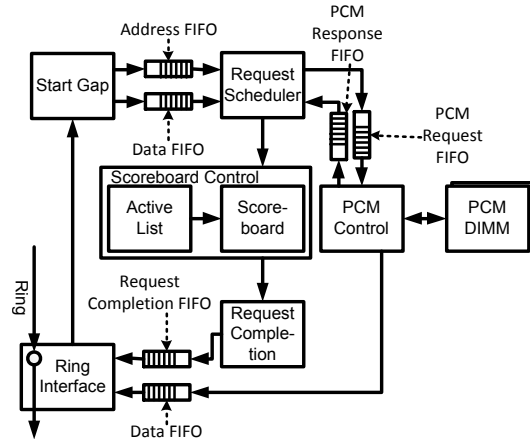 Address FIFO
PCM
Response
FIFO
Start Gap
Request
Scheduler
Data FIFO
PCM
Request
FIFO
Scoreboard Control
Active
List
Score-
board
PCM
Control
PCM
DIMM
Ring
Request
Completion FIFO
Request
Comple-
tion
Ring
Interface
Data FIFO